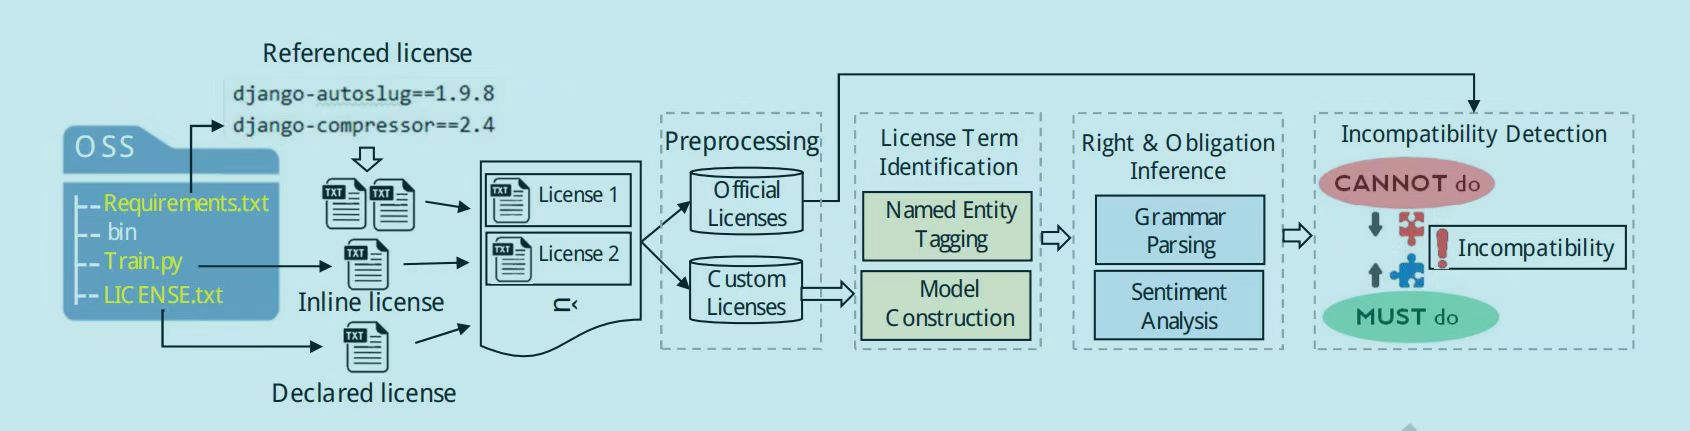 Referenced license
django-autoslug==1.9.8
django-compressor==2.4
OSS
Requirements.txt
bin
Train.py
LICENSE.txt
TXT
TXT
TXT
Inline license
TXT
Declared license
TXT
License 1
TXT
License 2
Preprocessing
Official
Licenses
Custom
Licenses
License Term
Identification
Named Entity
Tagging
Model
Construction
Right & Obligation
Inference
Grammar
Parsing
Sentiment
Analysis
Incompatibility Detection
CANNOT do
! Incompatibility
MUST do